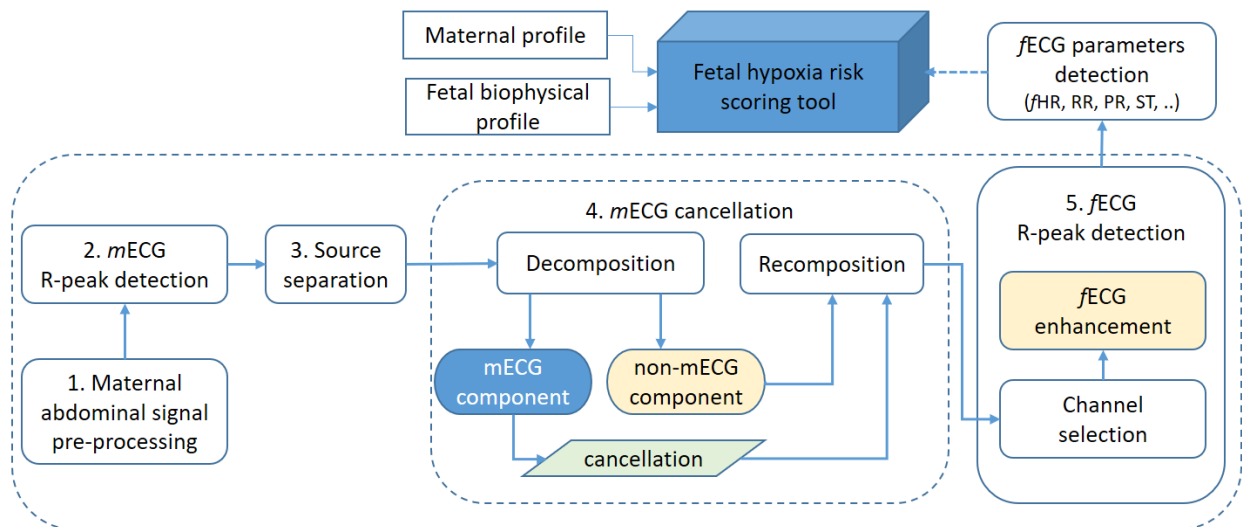 Maternal profile
Fetal biophysical
profile
Fetal hypoxia risk
scoring tool
fECG parameters
detection
(fHR, RR, PR, ST, ..)
1. Maternal
abdominal signal
pre-processing
2. mECG
R-peak detection
3. Source
separation
4. mECG cancellation
Decomposition
Recomposition
mECG
component
non-mECG
component
cancellation
5. fECG
R-peak detection
fECG
enhancement
Channel
selection